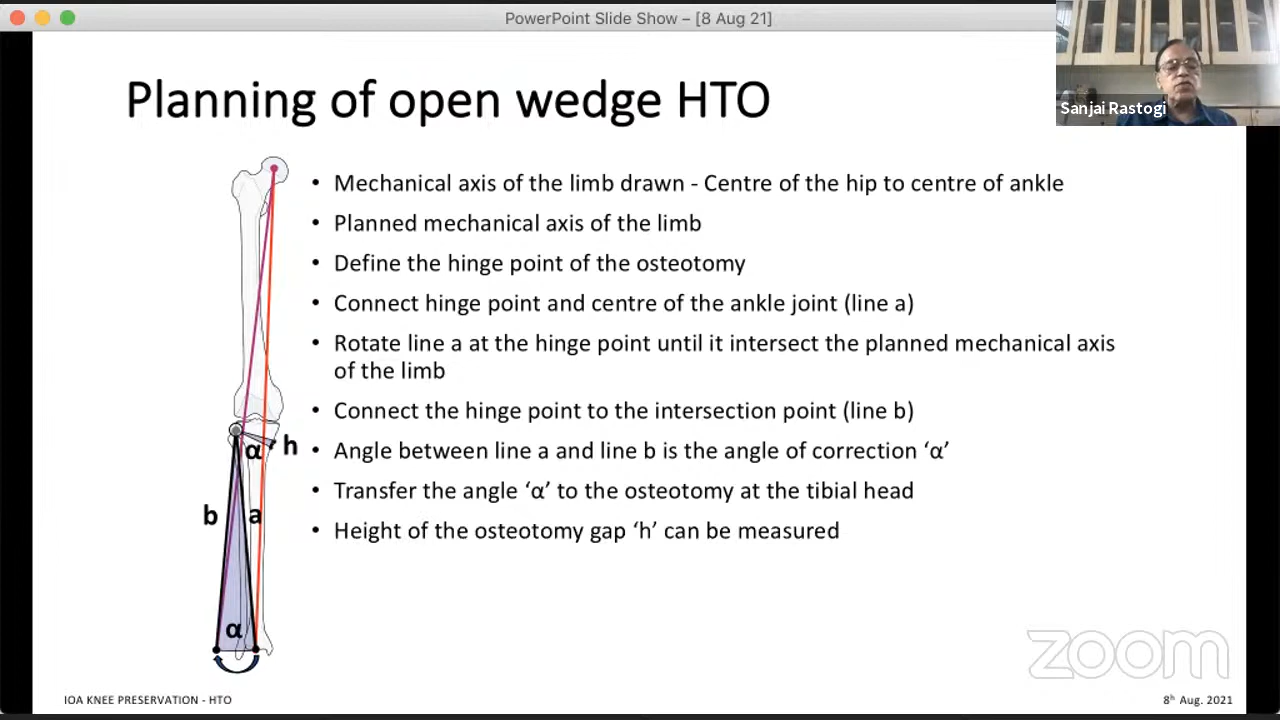 PowerPoint Slide Show – [8 Aug 21]
Sanjai Rastogi
Planning of open wedge HTO
• Mechanical axis of the limb drawn - Centre of the hip to centre of ankle
• Planned mechanical axis of the limb
• Define the hinge point of the osteotomy
• Connect hinge point and centre of the ankle joint (line a)
• Rotate line a at the hinge point until it intersect the planned mechanical axis
of the limb
• Connect the hinge point to the intersection point (line b)
• Angle between line a and line b is the angle of correction ‘α’
• Transfer the angle ‘α’ to the osteotomy at the tibial head
• Height of the osteotomy gap ‘h’ can be measured
α h
b a
α
zoom
IOA KNEE PRESERVATION - HTO
8ʰ Aug. 2021